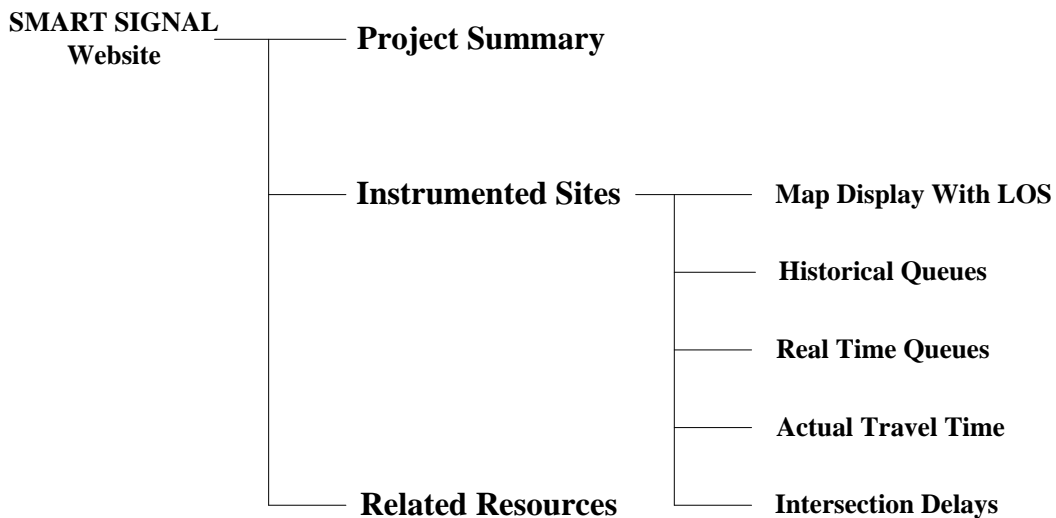 SMART SIGNAL
Website
Project Summary
Instrumented Sites
Map Display With LOS
Historical Queues
Real Time Queues
Actual Travel Time
Related Resources
Intersection Delays